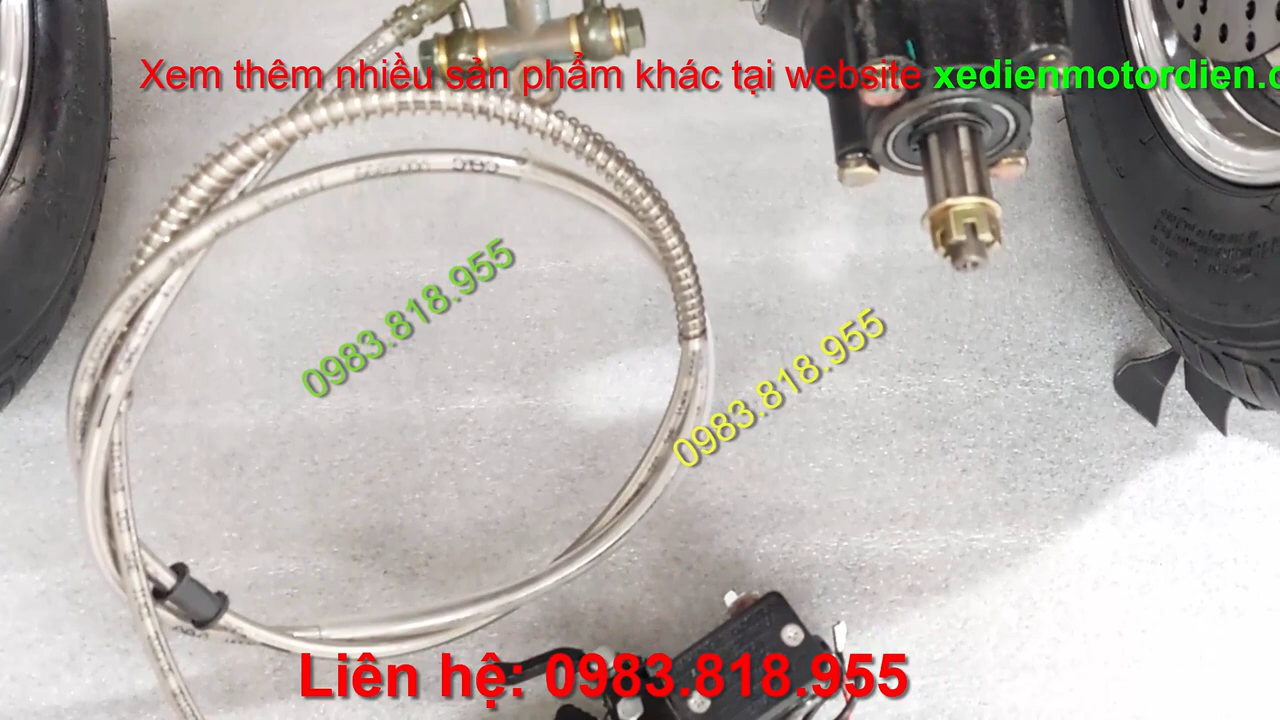 Xem thêm nhiều sản phẩm khác tại website xedienmotordien.c
0983.818.955
0983.818.955
Liên hệ: 0983.818.955